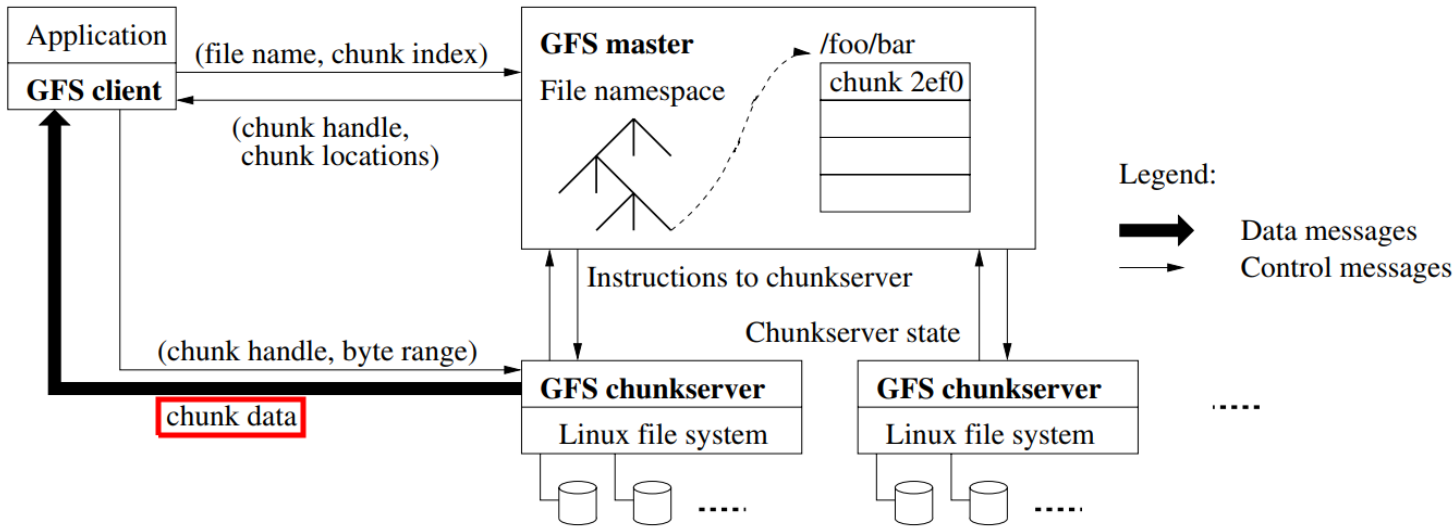 Application
GFS client
(file name, chunk index)
(chunk handle,
chunk locations)
GFS master
File namespace
/foo/bar
chunk 2ef0
Legend:
Data messages
Control messages
Instructions to chunkserver
Chunkserver state
(chunk handle, byte range)
chunk data
GFS chunkserver
Linux file system
GFS chunkserver
Linux file system